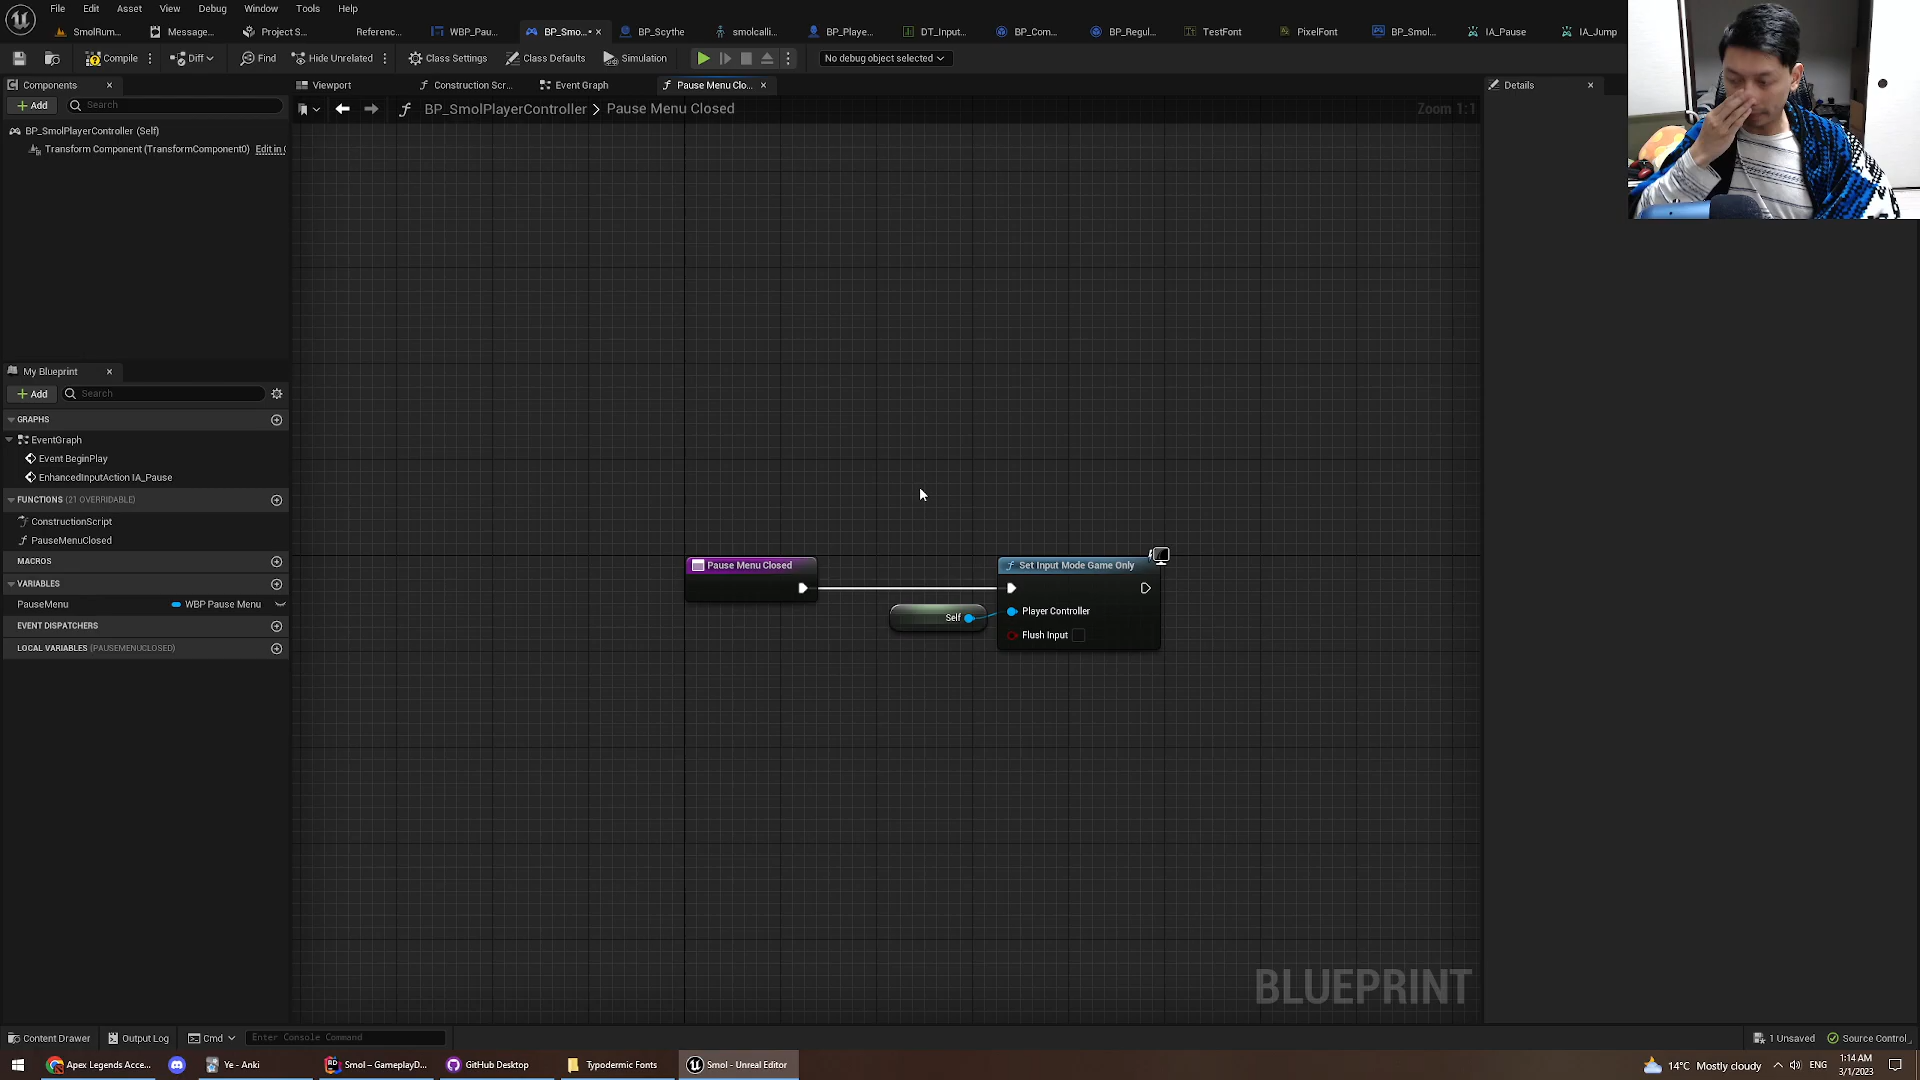 File Edit Asset View Debug Window Tools Help
SmolRum... Message... Project S... Referenc... WBP_Pau... BP_Smo... BP_Scythe smolcalli... BP_Playe... DT_Input... BP_Com... BP_Regul... TestFont PixelFont BP_Smol... IA_Pause IA_Jump
Compile Diff Find Hide Unrelated Class Settings Class Defaults Simulation No debug object selected
Components
Viewport Construction Scr... Event Graph Pause Menu Clo... Details
Add Search
BP_SmolPlayerController > Pause Menu Closed Zoom 1:1
BP_SmolPlayerController (Self)
Transform Component (TransformComponent0) Edit in C
My Blueprint
Add Search
GRAPHS
EventGraph
Event BeginPlay
EnhancedInputAction IA_Pause
FUNCTIONS (21 OVERRIDABLE)
ConstructionScript
PauseMenuClosed
MACROS
VARIABLES
PauseMenu WBP Pause Menu
EVENT DISPATCHERS
LOCAL VARIABLES (PAUSEMENUCLOSED)
Pause Menu Closed
Set Input Mode Game Only
Self
Player Controller
Flush Input
BLUEPRINT
Content Drawer Output Log Cmd Enter Console Command 1 Unsaved Source Control
Apex Legends Acce... Ye - Anki Smol – GameplayD... GitHub Desktop Typodermic Fonts Smol - Unreal Editor 14°C Mostly cloudy ENG 1:14 AM
3/1/2023